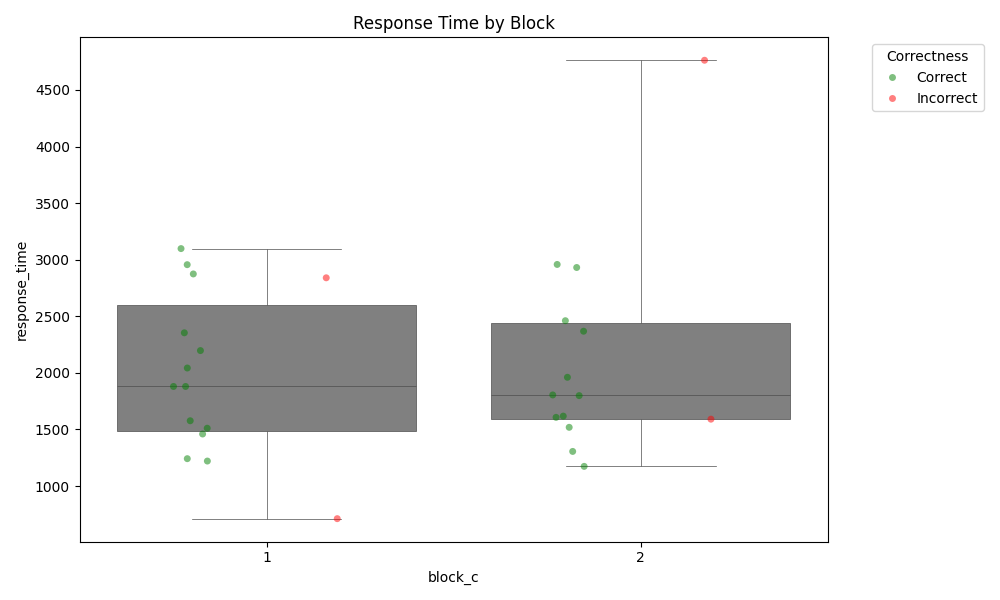 Response Time by Block
Correctness
Correct
Incorrect
4500
4000
3500
3000
2500
2000
1500
1000
response_time
1
2
block_c